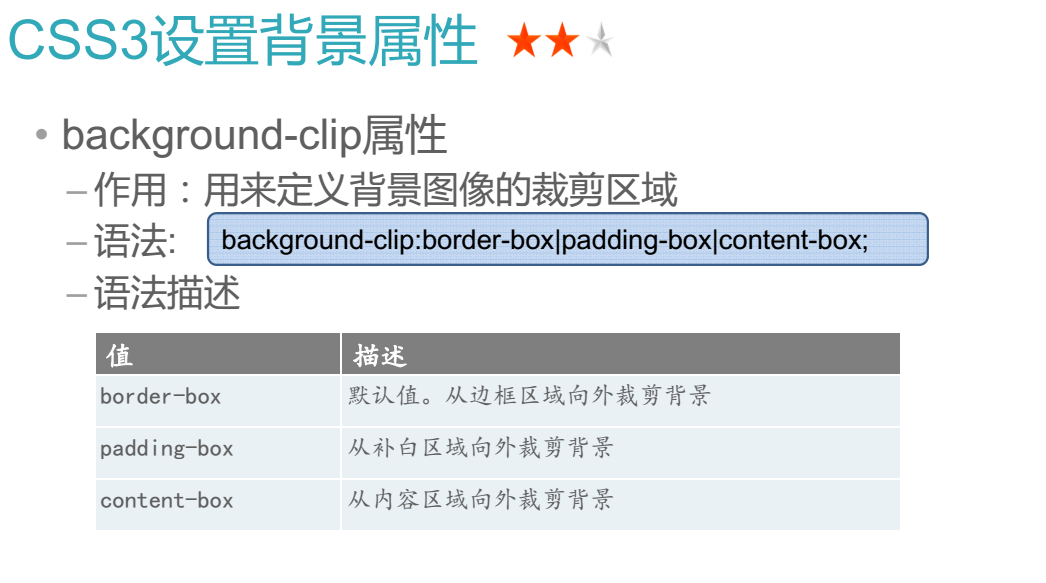 CSS3设置背景属性
• background-clip属性
–作用：用来定义背景图像的裁剪区域
–语法: background-clip:border-box|padding-box|content-box;
–语法描述
值 描述
border-box 默认值。从边框区域向外裁剪背景
padding-box 从补白区域向外裁剪背景
content-box 从内容区域向外裁剪背景